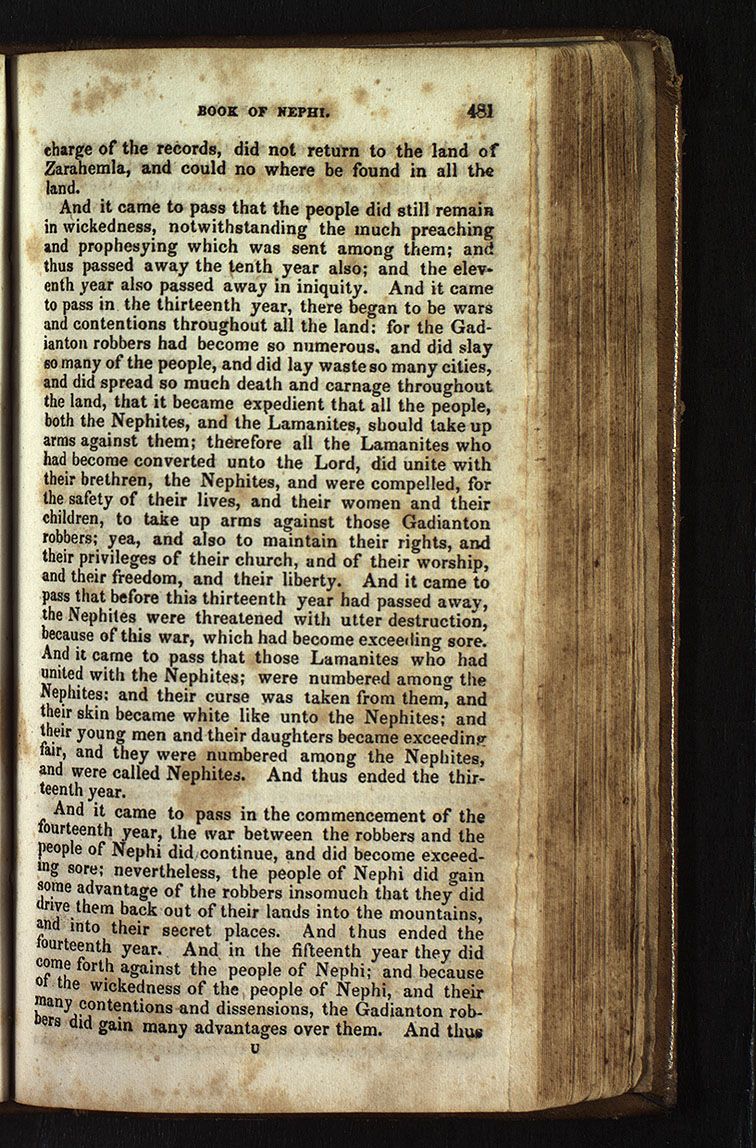 BOOK OF NEPHI. 481
charge of the records, did not return to the land of
Zarahemla, and could no where be found in all the
land.
And it came to pass that the people did still remain
in wickedness, notwithstanding the much preaching
and prophesying which was sent among them; and
thus passed away the tenth year also; and the elev-
enth year also passed away in iniquity. And it came
to pass in the thirteenth year, there began to be wars
and contentions throughout all the land: for the Gad-
ianton robbers had become so numerous, and did slay
so many of the people, and did lay waste so many cities,
and did spread so much death and carnage throughout
the land, that it became expedient that all the people,
both the Nephites, and the Lamanites, should take up
arms against them; therefore all the Lamanites who
had become converted unto the Lord, did unite with
their brethren, the Nephites, and were compelled, for
the safety of their lives, and their women and their
children, to take up arms against those Gadianton
robbers; yea, and also to maintain their rights, and
their privileges of their church, and of their worship,
and their freedom, and their liberty. And it came to
pass that before this thirteenth year had passed away,
the Nephites were threatened with utter destruction,
because of this war, which had become exceeding sore.
And it came to pass that those Lamanites who had
united with the Nephites; were numbered among the
Nephites: and their curse was taken from them, and
their skin became white like unto the Nephites; and
their young men and their daughters became exceeding
fair, and they were numbered among the Nephites,
and were called Nephites. And thus ended the thir-
teenth year.
And it came to pass in the commencement of the
fourteenth year, the war between the robbers and the
people of Nephi did continue, and did become exceed-
ing sore; nevertheless, the people of Nephi did gain
some advantage of the robbers insomuch that they did
drive them back out of their lands into the mountains,
and into their secret places. And thus ended the
fourteenth year. And in the fifteenth year they did
come forth against the people of Nephi; and because
of the wickedness of the people of Nephi, and their
many contentions and dissensions, the Gadianton rob-
bers did gain many advantages over them. And thus
U